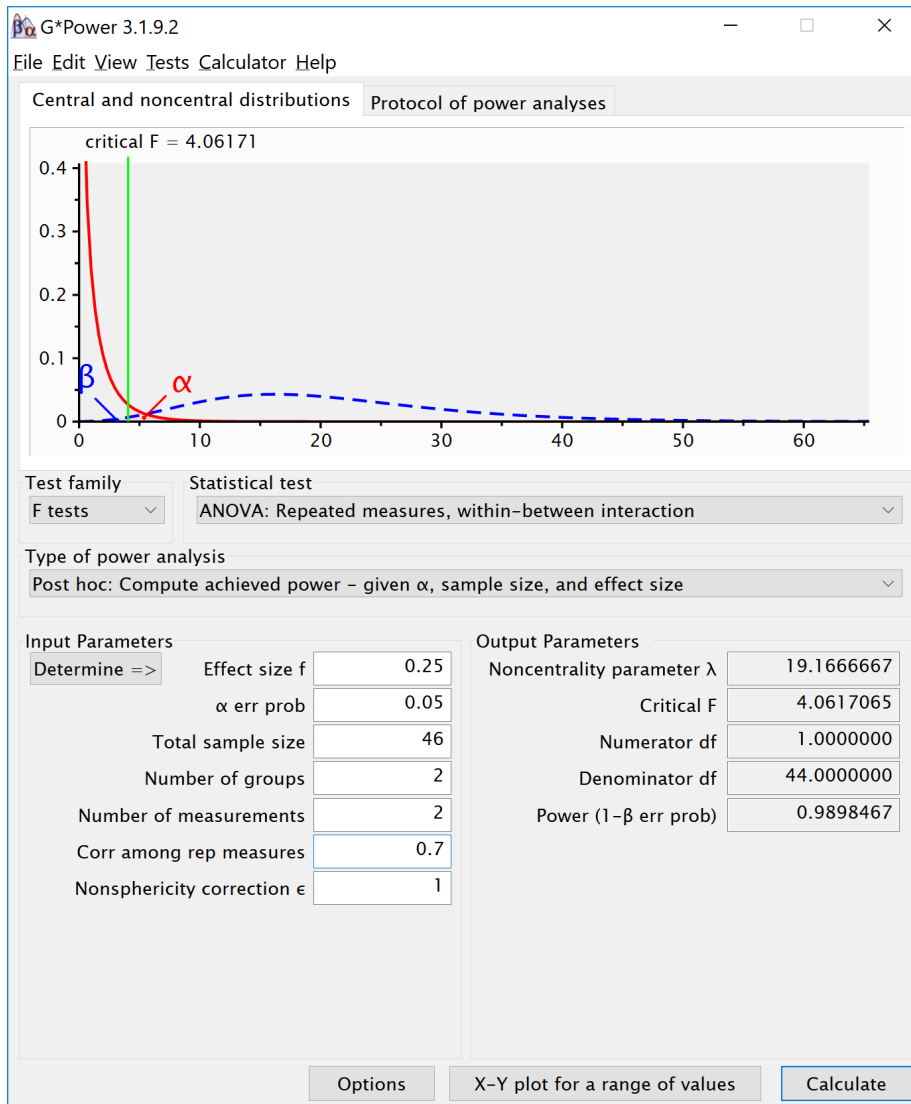 G*Power 3.1.9.2
File Edit View Tests Calculator Help
Central and noncentral distributions Protocol of power analyses
critical F = 4.06171
0.4
0.3
0.2
0.1
0
β α
0 10 20 30 40 50 60
Test family Statistical test
F tests ANOVA: Repeated measures, within-between interaction
Type of power analysis
Post hoc: Compute achieved power - given α, sample size, and effect size
Input Parameters Output Parameters
Determine => Effect size f 0.25 Noncentrality parameter λ 19.1666667
α err prob 0.05 Critical F 4.0617065
Total sample size 46 Numerator df 1.0000000
Number of groups 2 Denominator df 44.0000000
Number of measurements 2 Power (1-β err prob) 0.9898467
Corr among rep measures 0.7
Nonsphericity correction ϵ 1
Options X-Y plot for a range of values Calculate